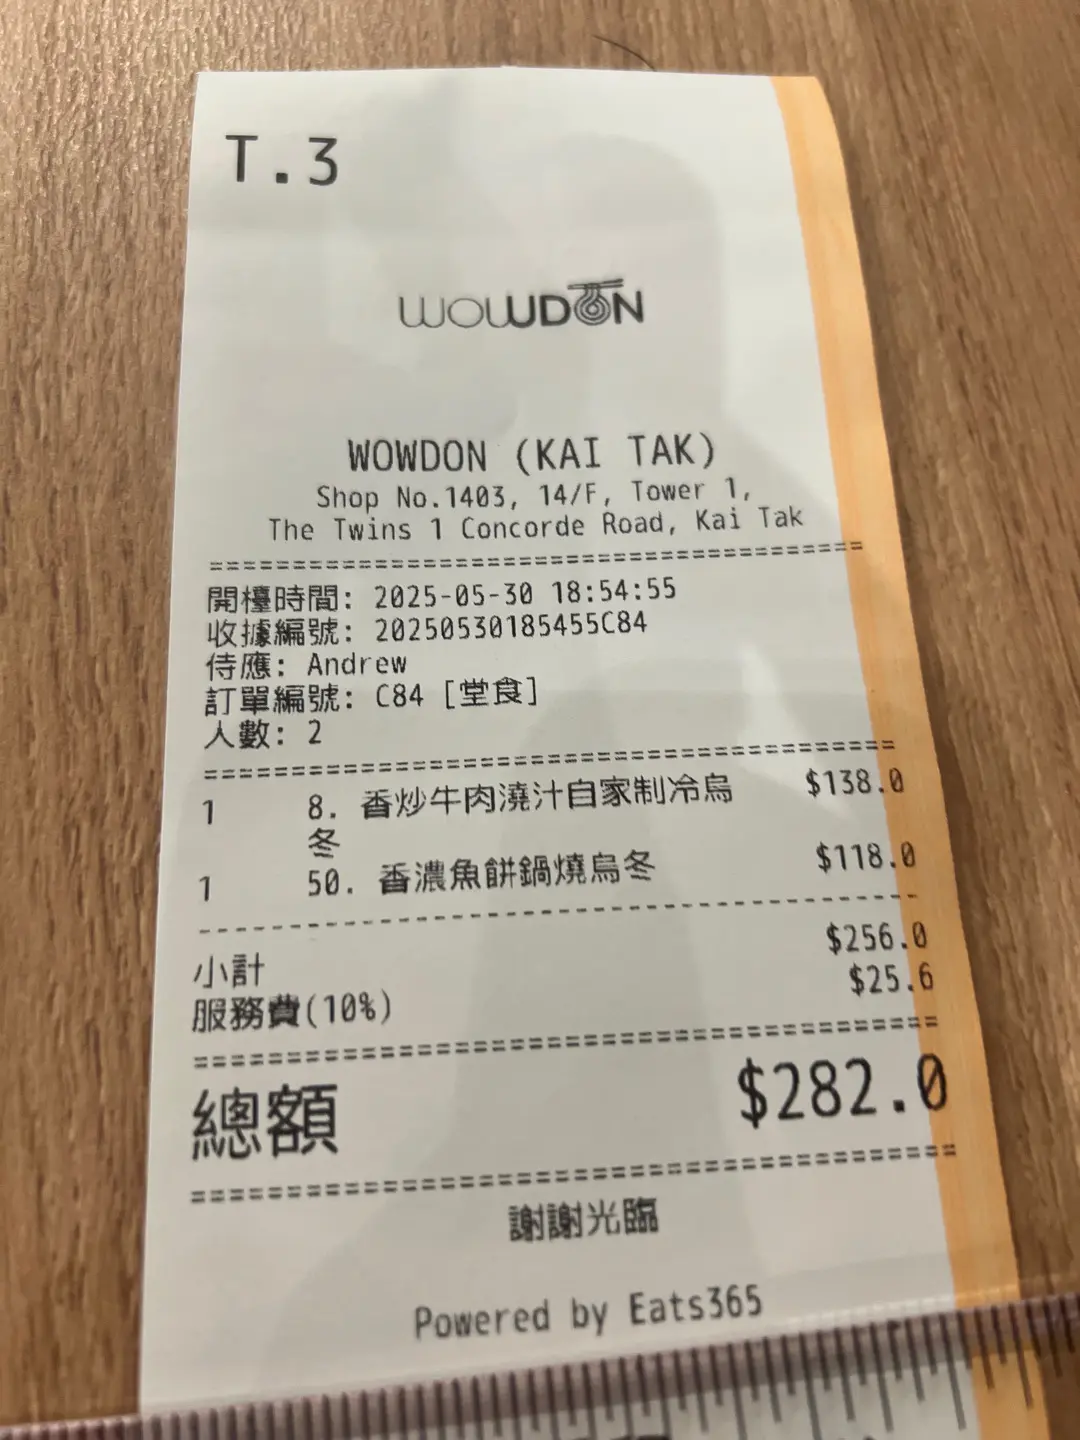 T.3
WOWDON
WOWDON (KAI TAK)
Shop No.1403, 14/F, Tower 1,
The Twins 1 Concorde Road, Kai Tak
================================================
開檯時間: 2025-05-30 18:54:55
收據編號: 20250530185455C84
侍應: Andrew
訂單編號: C84 [堂食]
人數: 2
================================================
1 8. 香炒牛肉澆汁自家制冷烏 $138.0
冬
1 50. 香濃魚餅鍋燒烏冬 $118.0
------------------------------------------------
小計 $256.0
服務費(10%) $25.6
================================================
總額 $282.0
================================================
謝謝光臨
Powered by Eats365